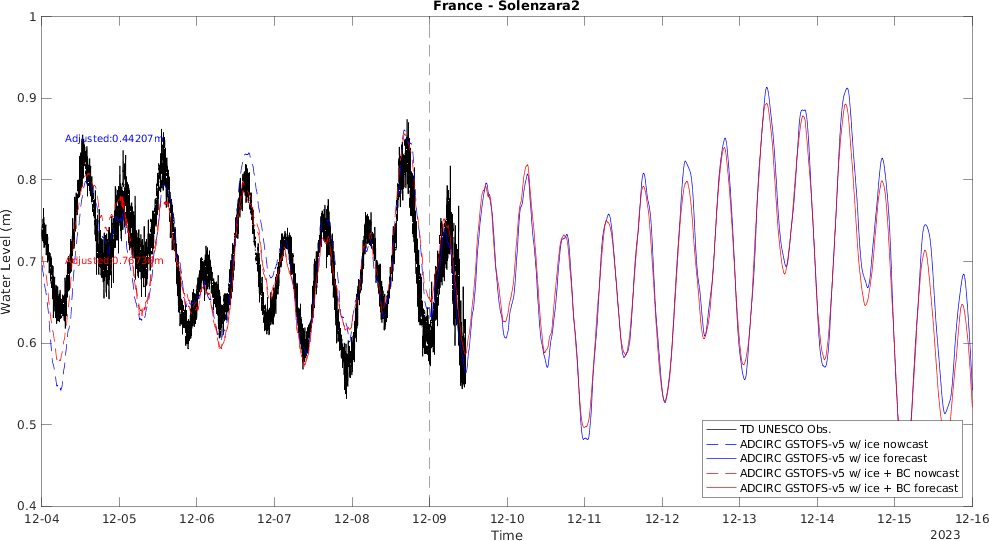 France - Solenzara2
1
0.9
0.8
0.7
0.6
0.5
0.4
Water Level (m)
Adjusted:0.44207m
12-04
12-05
12-06
12-07
12-08
12-09
12-10
12-11
12-12
12-13
12-14
12-15
12-16
Time
2023
TD UNESCO Obs.
ADCIRC GSTOFS-v5 w/ ice nowcast
ADCIRC GSTOFS-v5 w/ ice forecast
ADCIRC GSTOFS-v5 w/ ice + BC nowcast
ADCIRC GSTOFS-v5 w/ ice + BC forecast